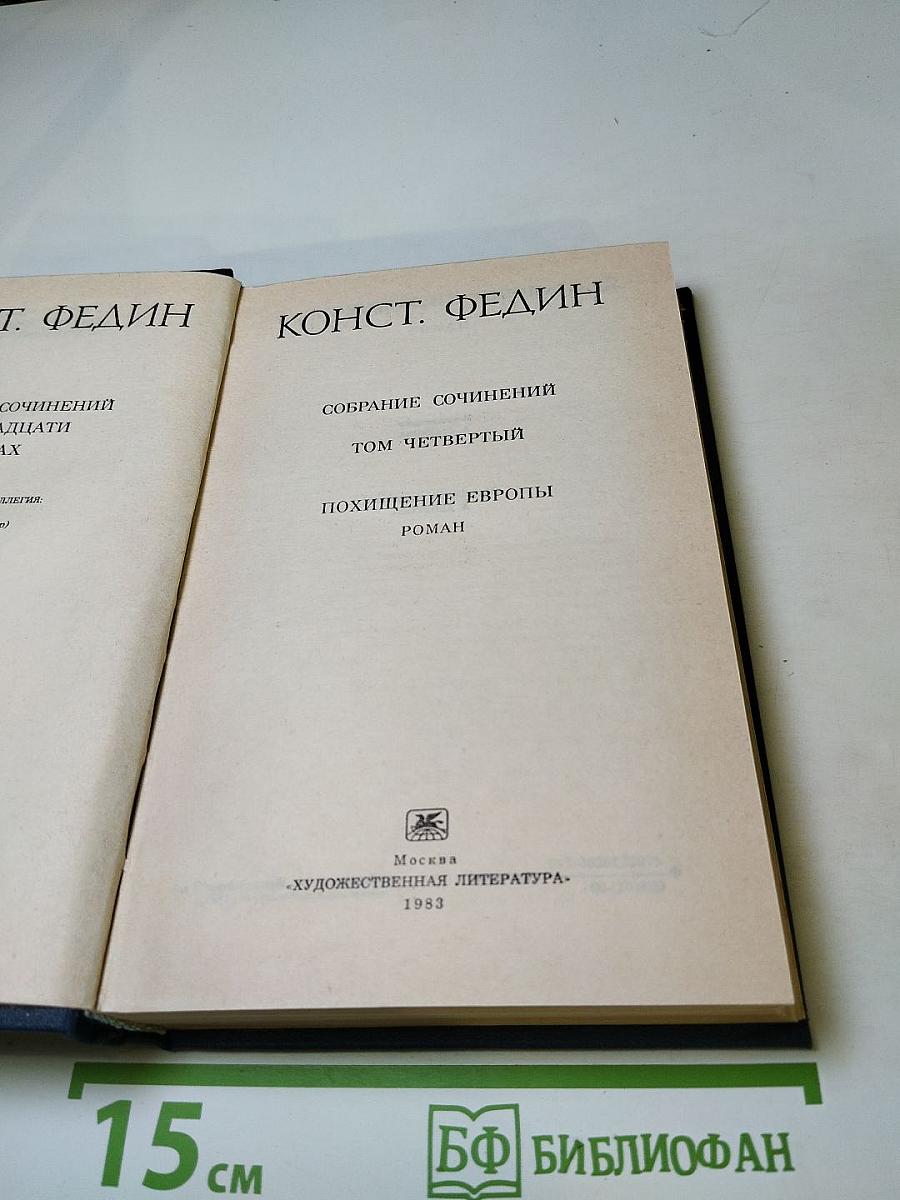 Т. ФЕДИН
СОЧИНЕНИЙ
АДЦАТИ
АХ
ЛЛЕГИЯ:
р)
КОНСТ. ФЕДИН
СОБРАНИЕ СОЧИНЕНИЙ
ТОМ ЧЕТВЕРТЫЙ
ПОХИЩЕНИЕ ЕВРОПЫ
РОМАН
Москва
«ХУДОЖЕСТВЕННАЯ ЛИТЕРАТУРА»
1983
15 см
БФ БИБЛИОФАН